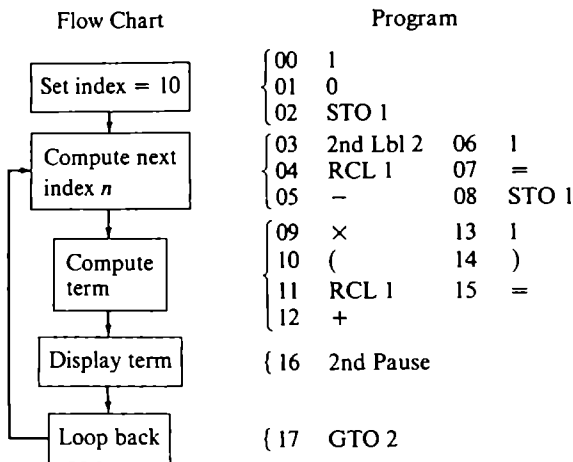 Flow Chart Program
Set index = 10
00 1
01 0
02 STO 1
Compute next
index n
03 2nd Lbl 2 06 1
04 RCL 1 07 =
05 − 08 STO 1
Compute
term
09 × 13 1
10 ( 14 )
11 RCL 1 15 =
12 +
Display term
16 2nd Pause
Loop back
17 GTO 2